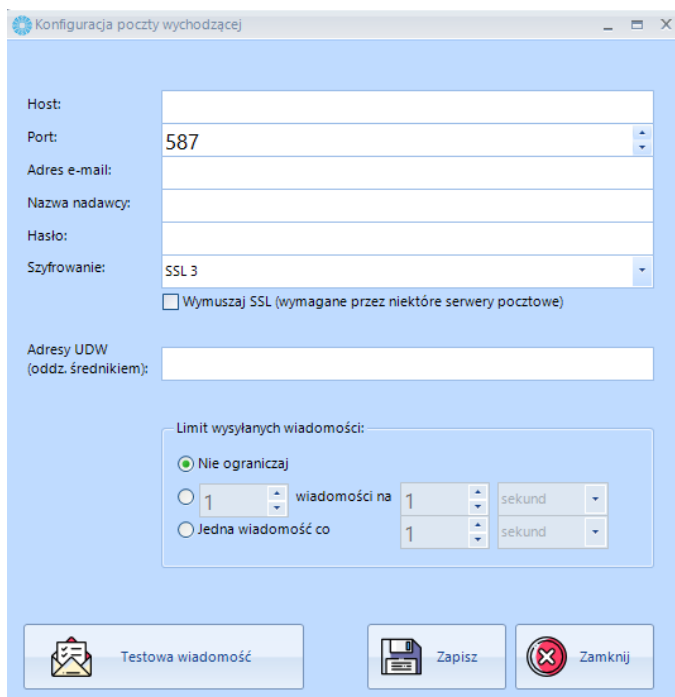 Konfiguracja poczty wychodzącej
Host:
Port: 587
Adres e-mail:
Nazwa nadawcy:
Hasło:
Szyfrowanie: SSL 3
Wymuszaj SSL (wymagane przez niektóre serwery pocztowe)
Adresy UDW
(oddz. średnikiem):
Limit wysyłanych wiadomości:
Nie ograniczaj
1 wiadomości na 1 sekund
Jedna wiadomość co 1 sekund
Testowa wiadomość Zapisz Zamknij